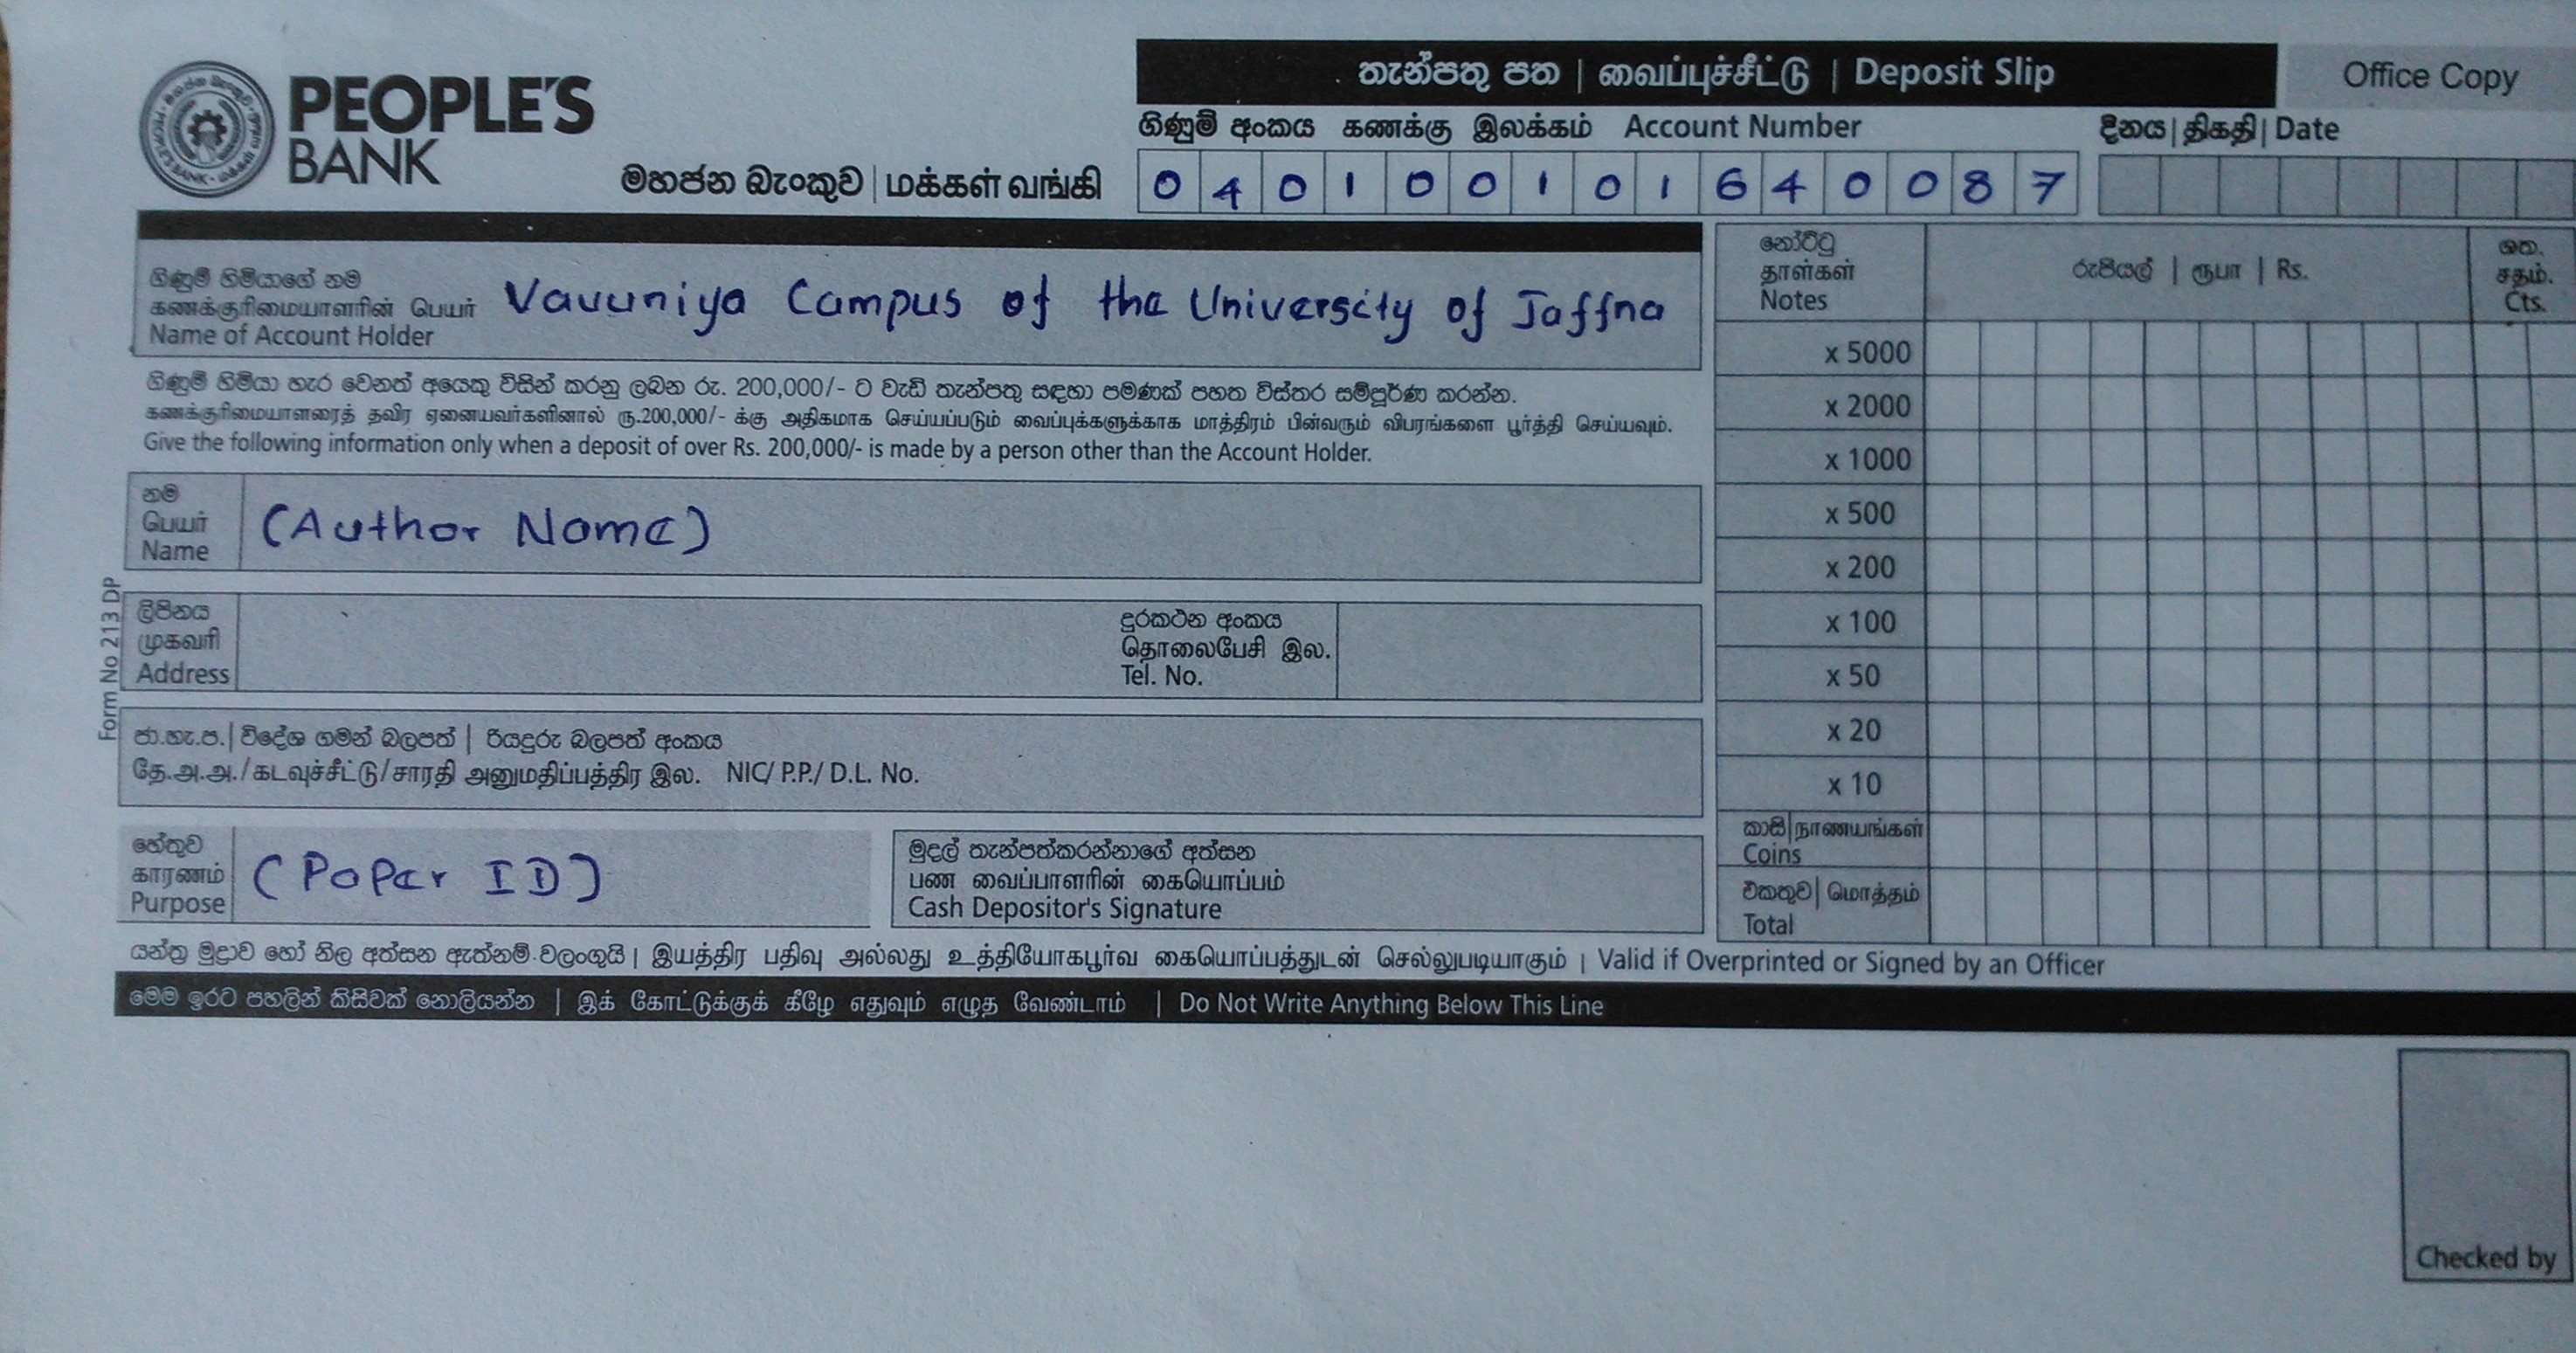 PEOPLE'S
BANK
මහජන බැංකුව | மக்கள் வங்கி
තැන්පතු පත | வைப்புச்சீட்டு | Deposit Slip
Office Copy
ගිණුම් අංකය கணக்கு இலக்கம் Account Number
දිනය | திகதி | Date
0 4 0 1 0 0 1 0 1 6 4 0 0 8 7
ගිණුම් හිමියාගේ නම
கணக்குரிமையாளரின் பெயர்
Name of Account Holder
Vavuniya Campus of the University of Jaffna
ගිණුම් හිමියා හැර වෙනත් අයෙකු විසින් කරනු ලබන රු. 200,000/- ට වැඩි තැන්පතු සඳහා පමණක් පහත විස්තර සම්පූර්ණ කරන්න.
கணக்குரிமையாளரைத் தவிர ஏனையவர்களினால் ரூ.200,000/- க்கு அதிகமாக செய்யப்படும் வைப்புக்களுக்காக மாத்திரம் பின்வரும் விபரங்களை பூர்த்தி செய்யவும்.
Give the following information only when a deposit of over Rs. 200,000/- is made by a person other than the Account Holder.
නම
பெயர்
Name
(Author Name)
ලිපිනය
முகவரி
Address
දුරකථන අංකය
தொலைபேசி இல.
Tel. No.
ජා.හැ.ප. | විදේශ ගමන් බලපත් | රියදුරු බලපත් අංකය
தே.அ.அ./கடவுச்சீட்டு/சாரதி அனுமதிப்பத்திர இல. NIC/ P.P./ D.L. No.
හේතුව
காரணம்
Purpose
(Paper ID)
මුදල් තැන්පත්කරන්නාගේ අත්සන
பண வைப்பாளரின் கையொப்பம்
Cash Depositor's Signature
නෝට්ටු
தாள்கள்
Notes
රුපියල් | ரூபா | Rs.
ශත.
சதம்.
Cts.
x 5000
x 2000
x 1000
x 500
x 200
x 100
x 50
x 20
x 10
කාසි | நாணயங்கள்
Coins
එකතුව | மொத்தம்
Total
Form No 213 DP
යන්ත්‍ර මුද්‍රාව හෝ නිල අත්සන ඇත්නම් වලංගුයි | இயத்திர பதிவு அல்லது உத்தியோகபூர்வ கையொப்பத்துடன் செல்லுபடியாகும் | Valid if Overprinted or Signed by an Officer
මෙම ඉරට පහලින් කිසිවක් නොලියන්න | இக் கோட்டுக்குக் கீழே எதுவும் எழுத வேண்டாம் | Do Not Write Anything Below This Line
Checked by